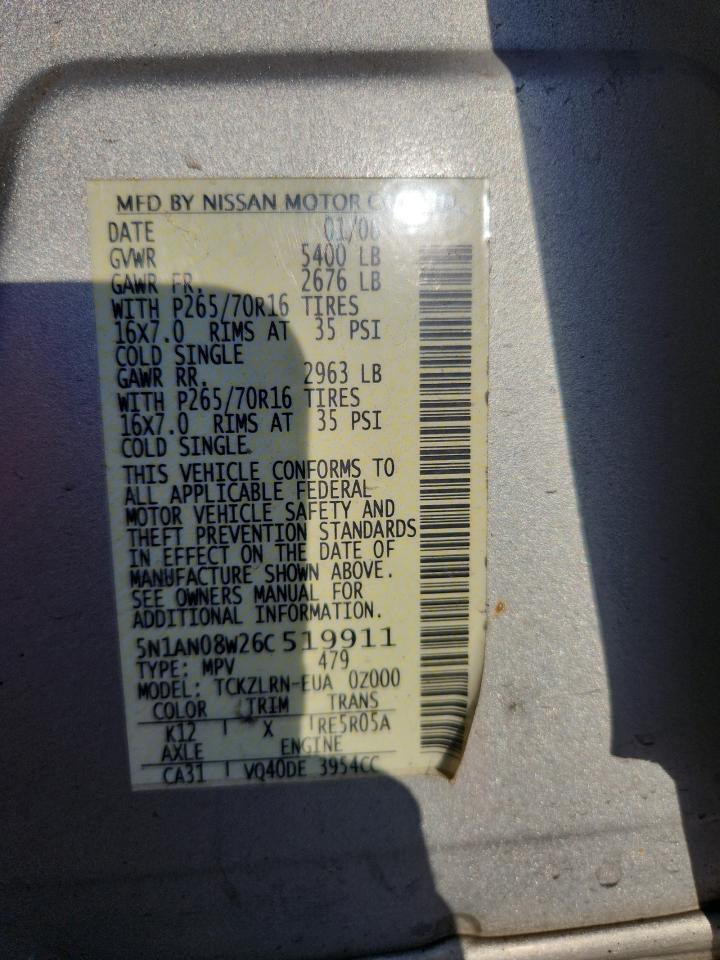 MFD BY NISSAN MOTOR
DATE 01/06
GVWR 5400 LB
GAWR FR. 2676 LB
WITH P265/70R16 TIRES
16X7.0 RIMS AT 35 PSI
COLD SINGLE
GAWR RR. 2963 LB
WITH P265/70R16 TIRES
16X7.0 RIMS AT 35 PSI
COLD SINGLE
THIS VEHICLE CONFORMS TO
ALL APPLICABLE FEDERAL
MOTOR VEHICLE SAFETY AND
THEFT PREVENTION STANDARDS
IN EFFECT ON THE DATE OF
MANUFACTURE SHOWN ABOVE.
SEE OWNERS MANUAL FOR
ADDITIONAL INFORMATION.
5N1AN08W26C519911
TYPE: MPV 479
MODEL: TCKZLRN-EUA 0Z000
COLOR TRIM TRANS
K12 X RE5R05A
AXLE ENGINE
CA31 VQ40DE 3954CC